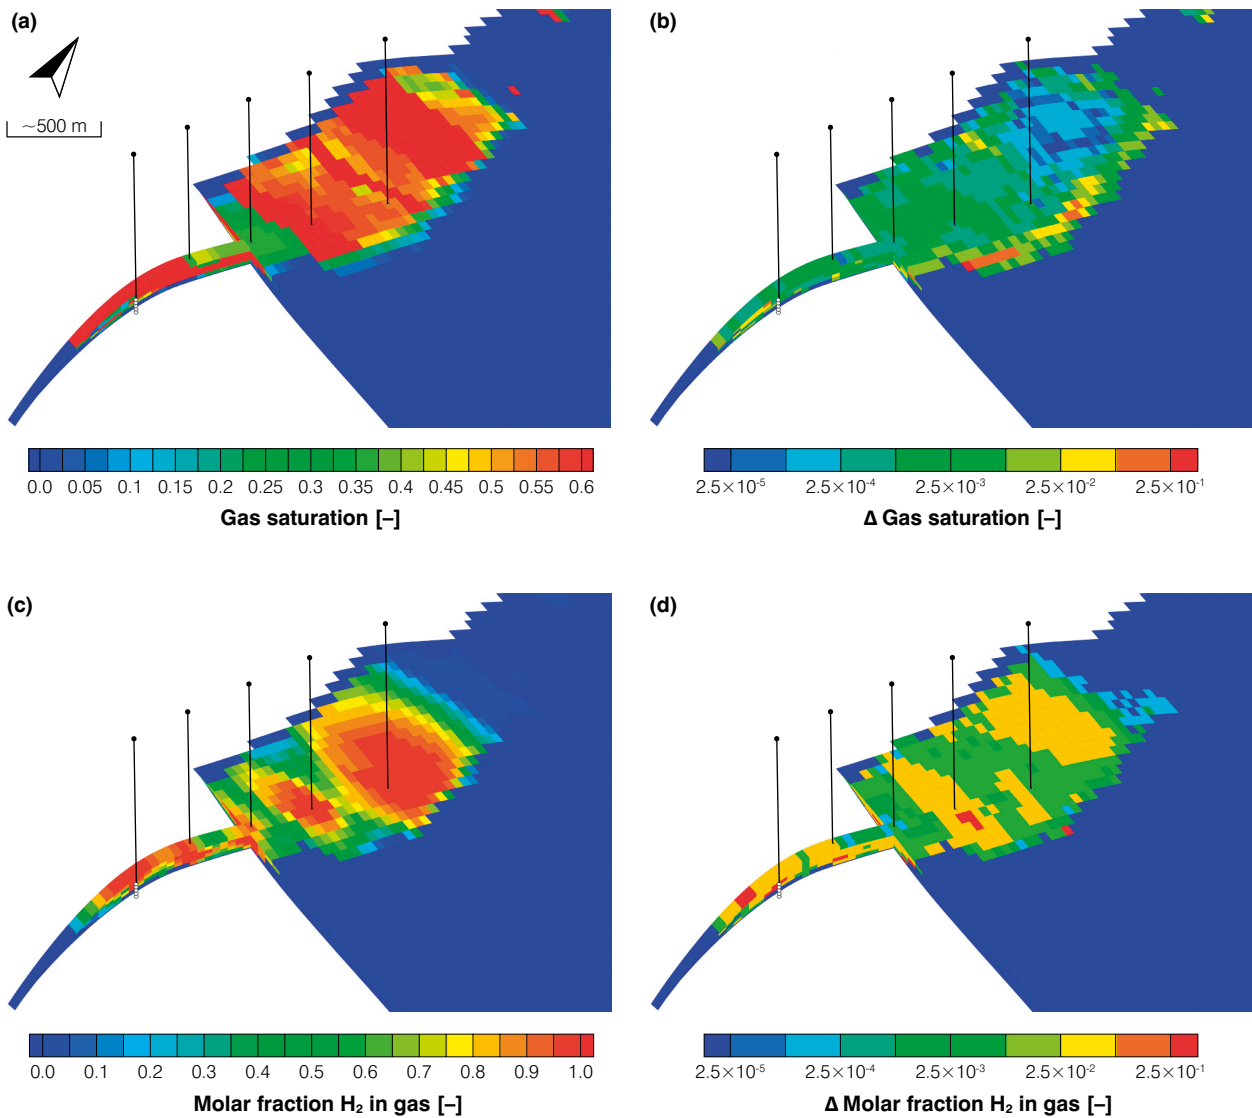 (a)
(b)
~500 m
0.0 0.05 0.1 0.15 0.2 0.25 0.3 0.35 0.4 0.45 0.5 0.55 0.6
Gas saturation [–]
2.5×10⁻⁵ 2.5×10⁻⁴ 2.5×10⁻³ 2.5×10⁻² 2.5×10⁻¹
Δ Gas saturation [–]
(c)
(d)
0.0 0.1 0.2 0.3 0.4 0.5 0.6 0.7 0.8 0.9 1.0
Molar fraction H₂ in gas [–]
2.5×10⁻⁵ 2.5×10⁻⁴ 2.5×10⁻³ 2.5×10⁻² 2.5×10⁻¹
Δ Molar fraction H₂ in gas [–]